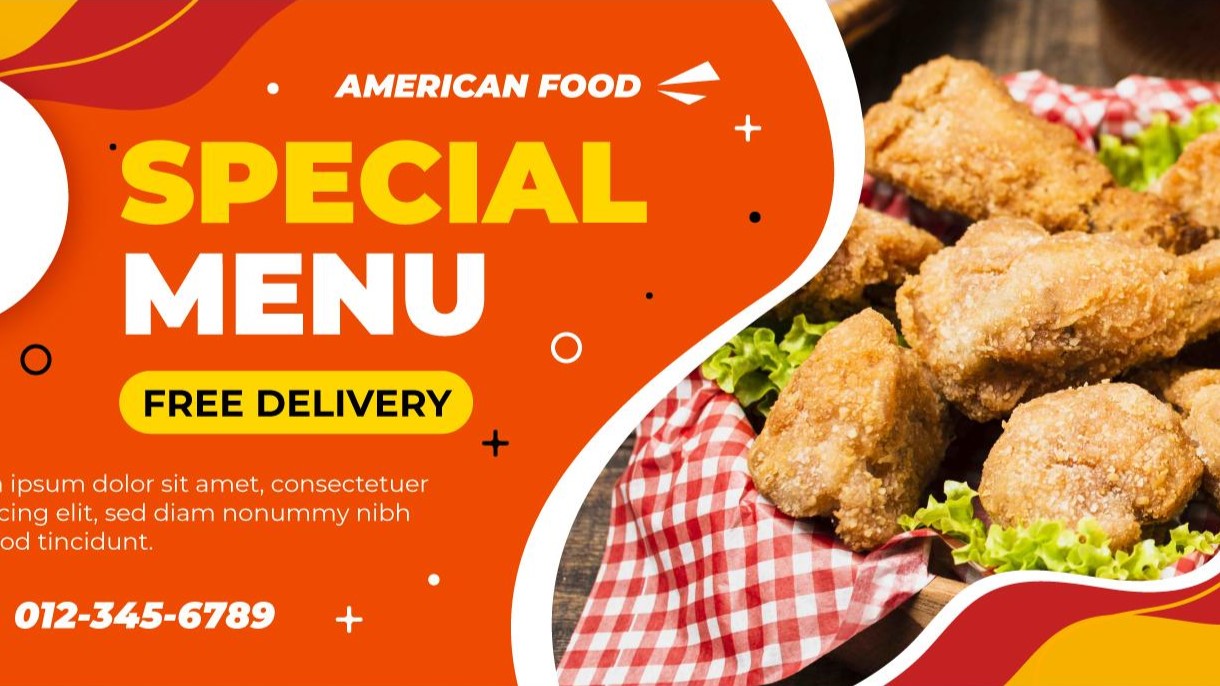 AMERICAN FOOD
SPECIAL
MENU
FREE DELIVERY
ipsum dolor sit amet, consectetuer
cing elit, sed diam nonummy nibh
od tincidunt.
012-345-6789